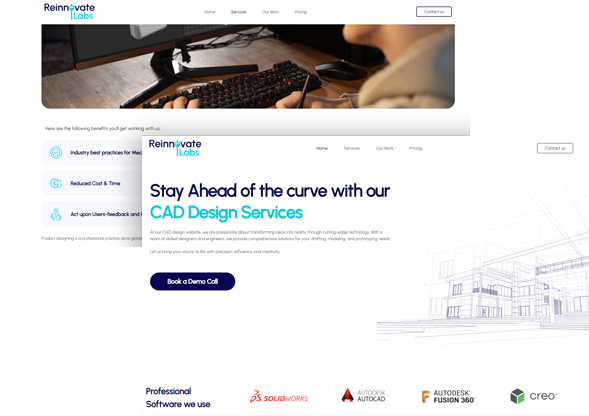 Reinnovate
Labs
Home
Services
Our Work
Pricing
Contact us
Here are the following benefits you'll get working with us:
Industry best practices for
Reduced Cost & Time
Act upon Users-feedback and
Product designing is a professional practice done
Reinnovate
Labs
Home
Services
Our Work
Pricing
Contact us
Stay Ahead of the curve with our
CAD Design Services
At our CAD design website, we are passionate about transforming ideas into reality through cutting-edge technology. With a
team of skilled designers and engineers, we provide comprehensive solutions for your drafting, modeling, and prototyping needs.
Let us bring your visions to life with precision, efficiency, and creativity.
Book a Demo Call
Professional
Software we use
SOLIDWORKS
AUTODESK
AUTOCAD
AUTODESK
FUSION 360
creo